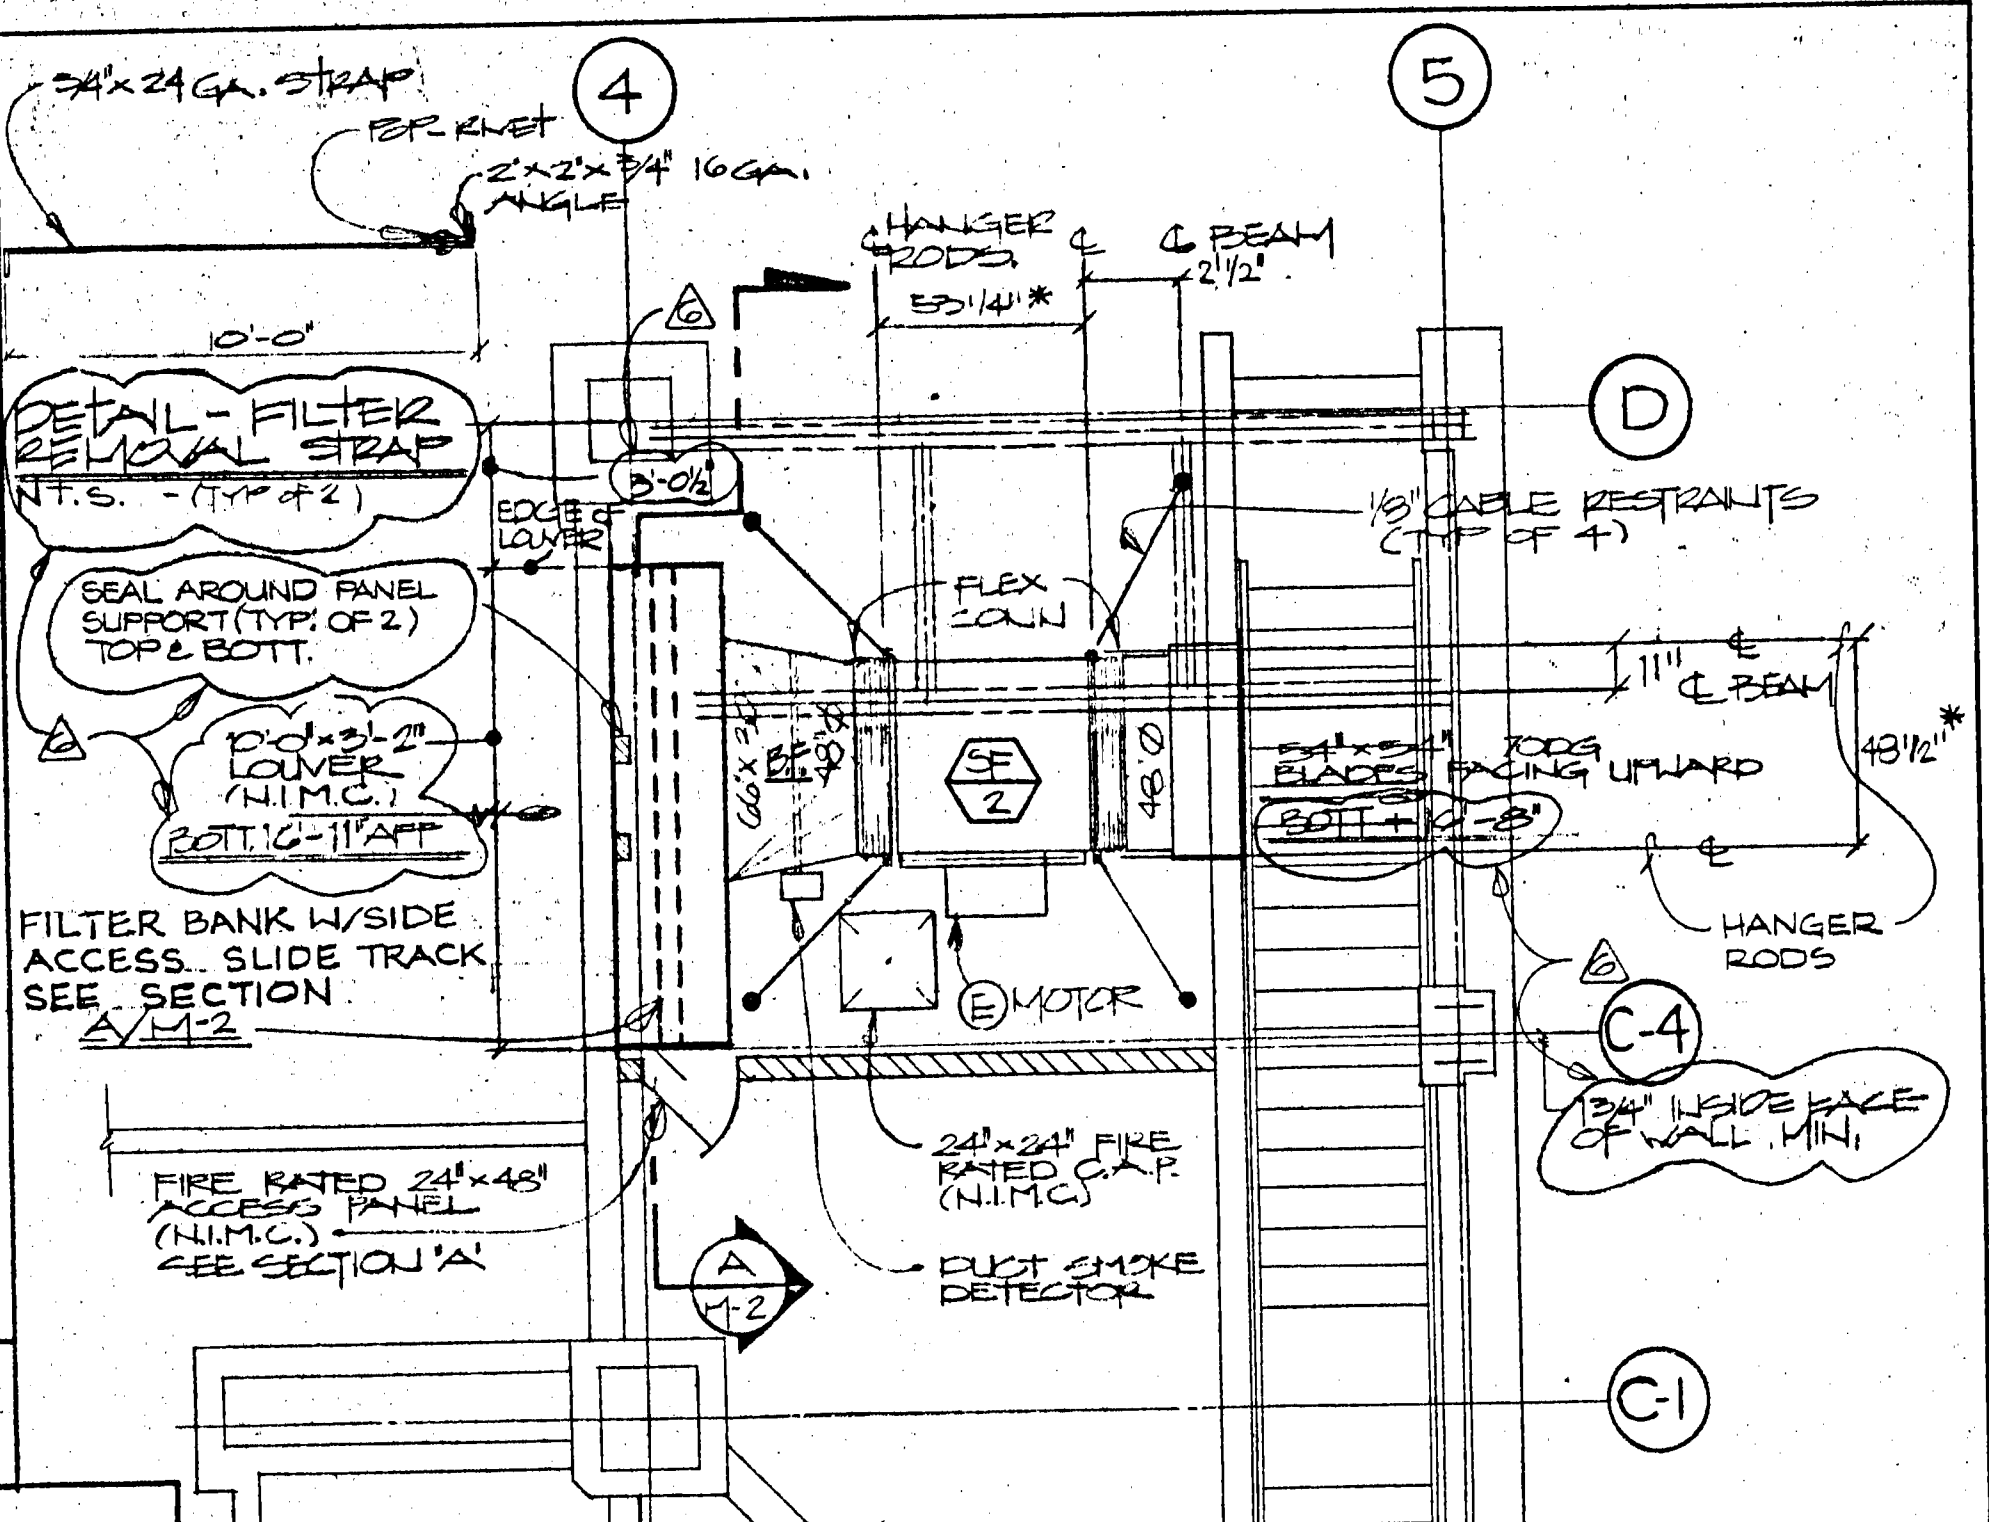 3/4"x 24 GA. STRAP
POP-RIVET
2"x2"x3/4" 16 GA.
ANGLE
4
5
℄ HANGER
RODS.
℄
℄ BEAM
2 1/2"
53 1/4" *
6
10'-0"
DETAIL - FILTER
REMOVAL STRAP
N.T.S. - (TYP of 2)
D
3'-0 1/2
EDGE of
LOUVER
1/8" CABLE RESTRAINTS
(TYP OF 4)
SEAL AROUND PANEL
SUPPORT (TYP. OF 2)
TOP & BOTT.
FLEX
CONN
11"
℄
℄ BEAM
48 1/2" *
6
10'-0" x 3'-2"
LOUVER
(N.I.M.C.)
BOTT. 16'-11" AFF
48" Ø
SF
2
48" Ø
54" x 54" 70DG
BLADES FACING UPWARD
℄
HANGER
RODS
6
FILTER BANK W/SIDE
ACCESS SLIDE TRACK
SEE SECTION
A/M-2
E MOTOR
C-4
1 3/4" INSIDE FACE
OF WALL MIN.
FIRE RATED 24"x48"
ACCESS PANEL
(N.I.M.C.)
SEE SECTION 'A'
24"x24" FIRE
RATED C.A.P.
(N.I.M.C.)
A
M-2
DUCT SMOKE
DETECTOR
C-1